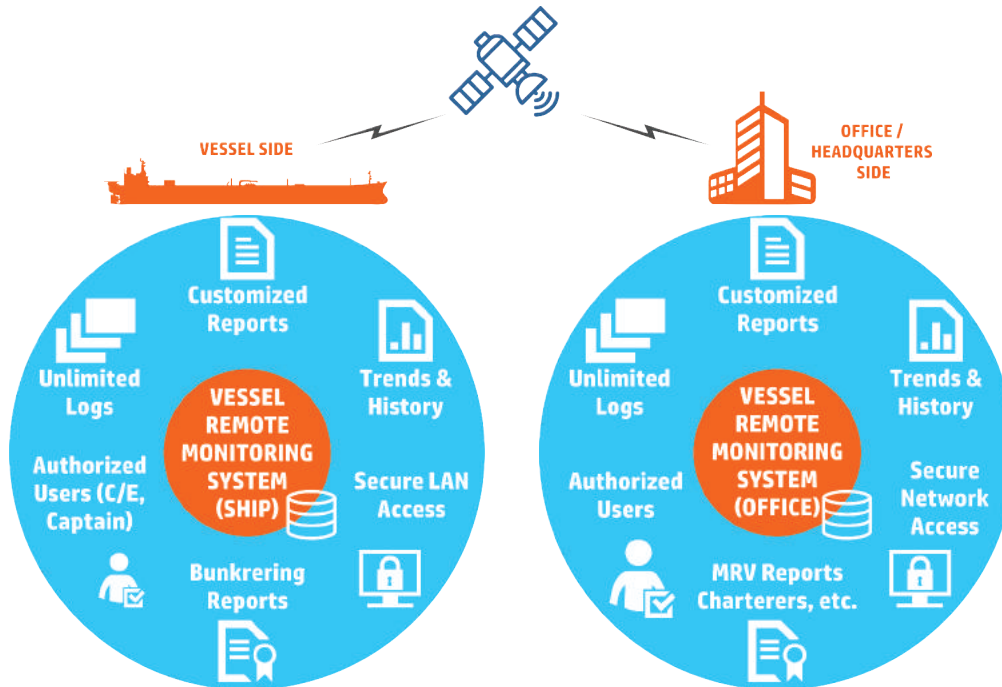 VESSEL SIDE
OFFICE /
HEADQUARTERS
SIDE
Customized
Reports
Unlimited
Logs
Trends &
History
VESSEL
REMOTE
MONITORING
SYSTEM
(SHIP)
Authorized
Users (C/E,
Captain)
Secure LAN
Access
Bunkrering
Reports
Customized
Reports
Unlimited
Logs
Trends &
History
VESSEL
REMOTE
MONITORING
SYSTEM
(OFFICE)
Authorized
Users
Secure
Network
Access
MRV Reports
Charterers, etc.